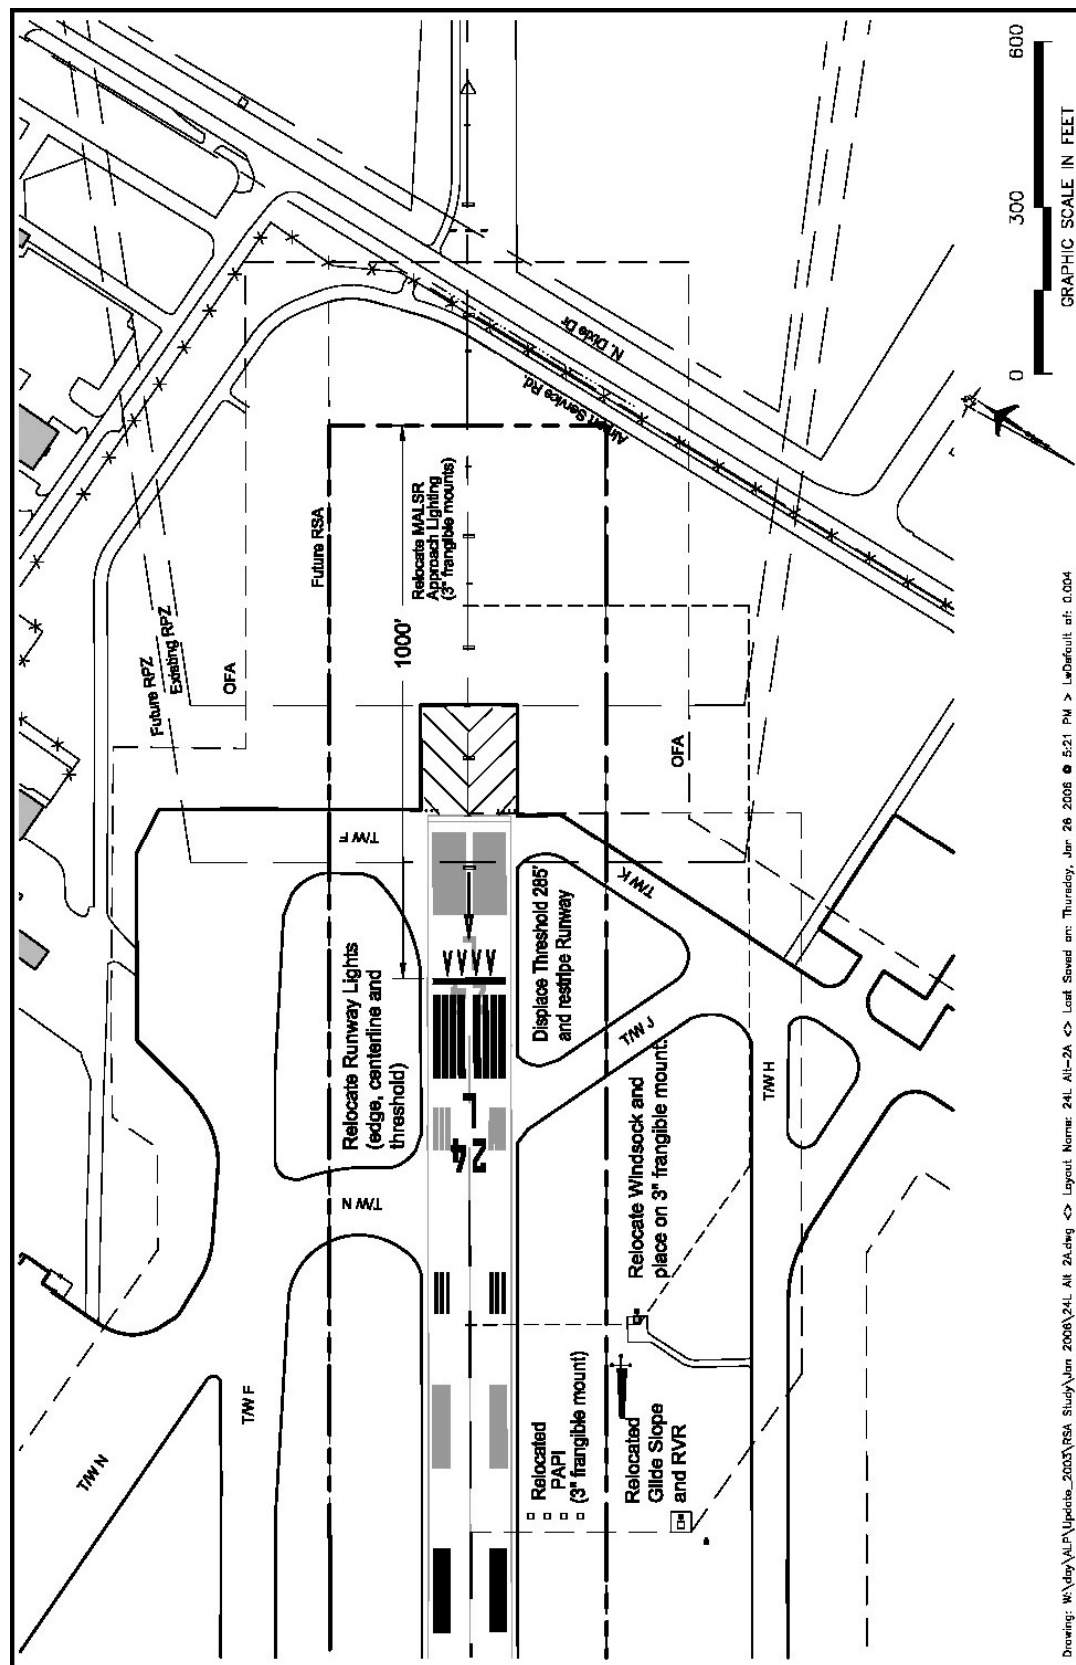 Future RPZ
Existing RPZ
OFA
Future RSA
Relocate MALSR
Approach Lighting
(3" frangible mounts)
1000'
N. Dixie Dr
Airport Service Rd.
OFA
T/W F
T/W K
Relocate Runway Lights
(edge, centerline and
threshold)
Displace Threshold 285'
and restripe Runway
T/W J
T/W H
24
L
T/W N
Relocate Windsock and
place on 3" frangible mount.
T/W N
T/W F
Relocated
PAPI
(3" frangible mount)
Relocated
Glide Slope
and RVR
0 300 600
GRAPHIC SCALE IN FEET
Drawing: W:\day\ALP\Update_2003\RSA Study\Jan 2006\24L Alt 2A.dwg <> Layout Name: 24L Alt-2A <> Last Saved on: Thursday, Jan 26 2006 @ 5:21 PM > LwDefault of: 0.004